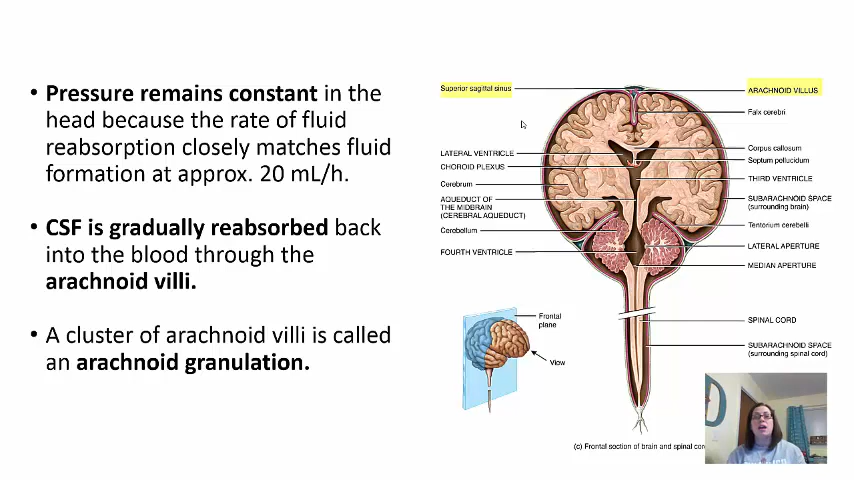 • Pressure remains constant in the
head because the rate of fluid
reabsorption closely matches fluid
formation at approx. 20 mL/h.
• CSF is gradually reabsorbed back
into the blood through the
arachnoid villi.
• A cluster of arachnoid villi is called
an arachnoid granulation.
Superior sagittal sinus
LATERAL VENTRICLE
CHOROID PLEXUS
Cerebrum
AQUEDUCT OF
THE MIDBRAIN
(CEREBRAL AQUEDUCT)
Cerebellum
FOURTH VENTRICLE
ARACHNOID VILLUS
Falx cerebri
Corpus callosum
Septum pellucidum
THIRD VENTRICLE
SUBARACHNOID SPACE
(surrounding brain)
Tentorium cerebelli
LATERAL APERTURE
MEDIAN APERTURE
SPINAL CORD
SUBARACHNOID SPACE
(surrounding spinal cord)
Frontal
plane
View
(c) Frontal section of brain and spinal cor